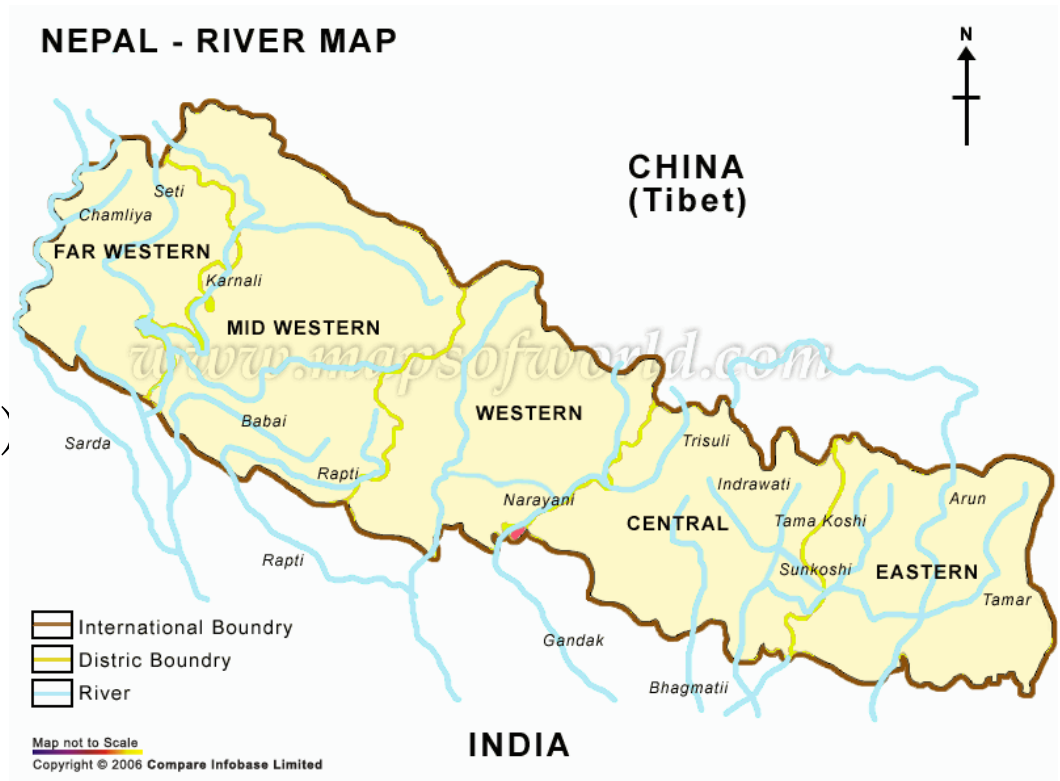 NEPAL - RIVER MAP
N
CHINA
(Tibet)
Seti
Chamliya
FAR WESTERN
Karnali
MID WESTERN
www.mapsofworld.com
WESTERN
Babai
Sarda
Trisuli
Rapti
Indrawati
Narayani
Arun
CENTRAL
Tama Koshi
Rapti
Sunkoshi
EASTERN
Tamar
International Boundry
Gandak
Distric Boundry
River
Bhagmatii
INDIA
Map not to Scale
Copyright © 2006 Compare Infobase Limited